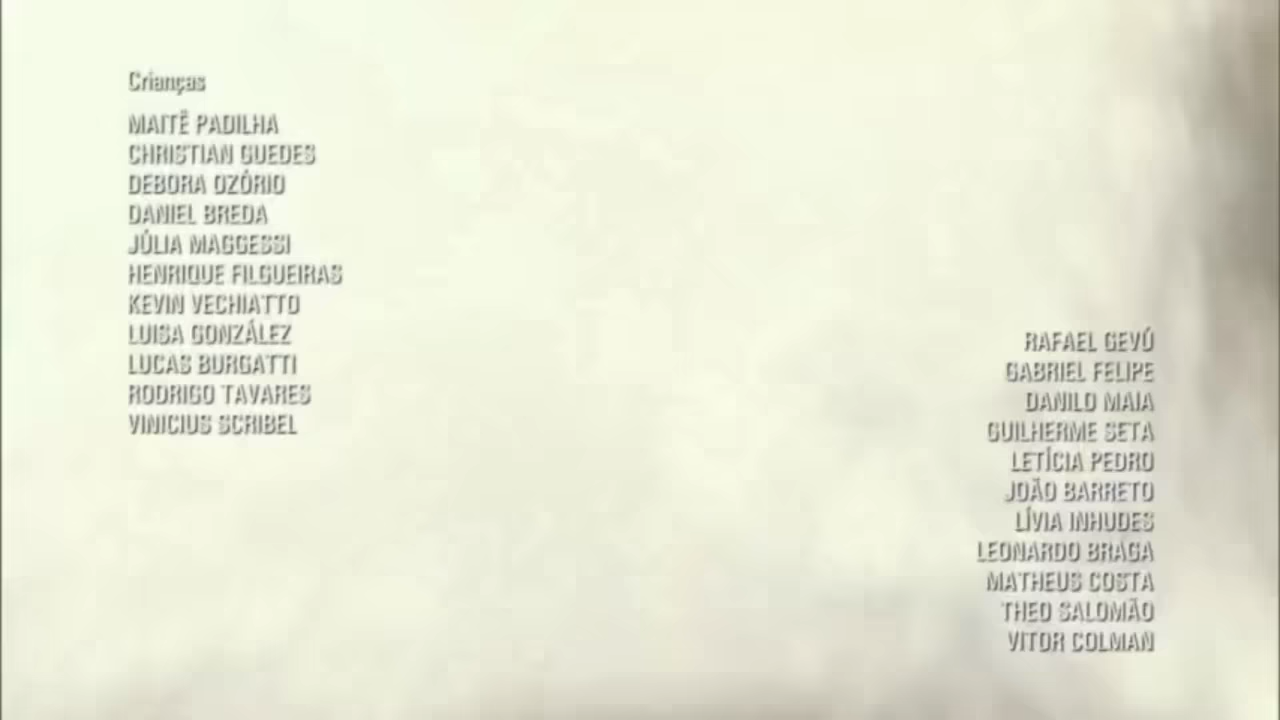 Crianças
MAITÊ PADILHA
CHRISTIAN GUEDES
DEBORA OZÓRIO
DANIEL BREDA
JÚLIA MAGGESSI
HENRIQUE FILGUEIRAS
KEVIN VECHIATTO
LUISA GONZÁLEZ
LUCAS BURGATTI
RODRIGO TAVARES
VINICIUS SCRIBEL
RAFAEL GEVÚ
GABRIEL FELIPE
DANILO MAIA
GUILHERME SETA
LETÍCIA PEDRO
JOÃO BARRETO
LÍVIA INHUDES
LEONARDO BRAGA
MATHEUS COSTA
THEO SALOMÃO
VITOR COLMAN